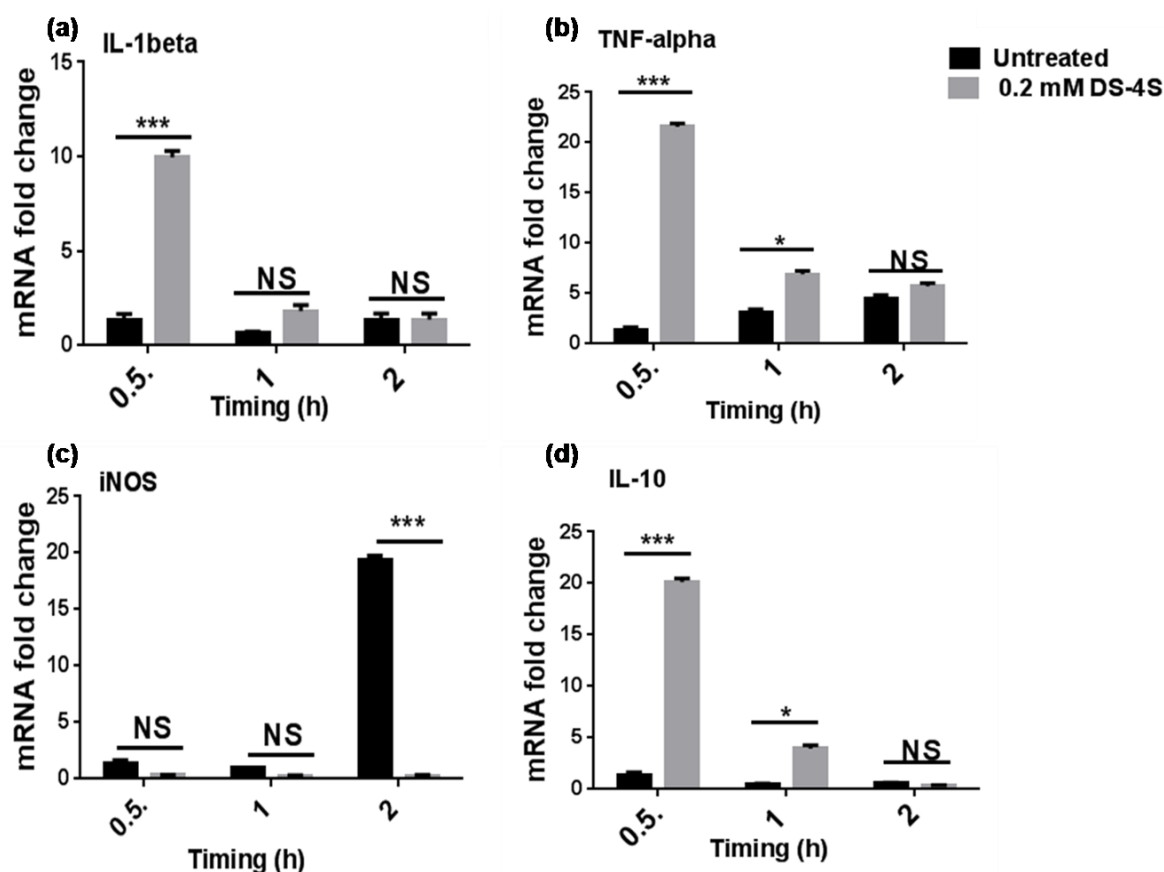 (a)
IL-1beta
mRNA fold change
15
10
5
0
***
NS
NS
0.5.
1
2
Timing (h)
(b)
TNF-alpha
mRNA fold change
25
20
15
10
5
0
***
*
NS
0.5.
1
2
Timing (h)
Untreated
0.2 mM DS-4S
(c)
iNOS
mRNA fold change
25
20
15
10
5
0
NS
NS
***
0.5.
1
2
Timing (h)
(d)
IL-10
mRNA fold change
25
20
15
10
5
0
***
*
NS
0.5.
1
2
Timing (h)